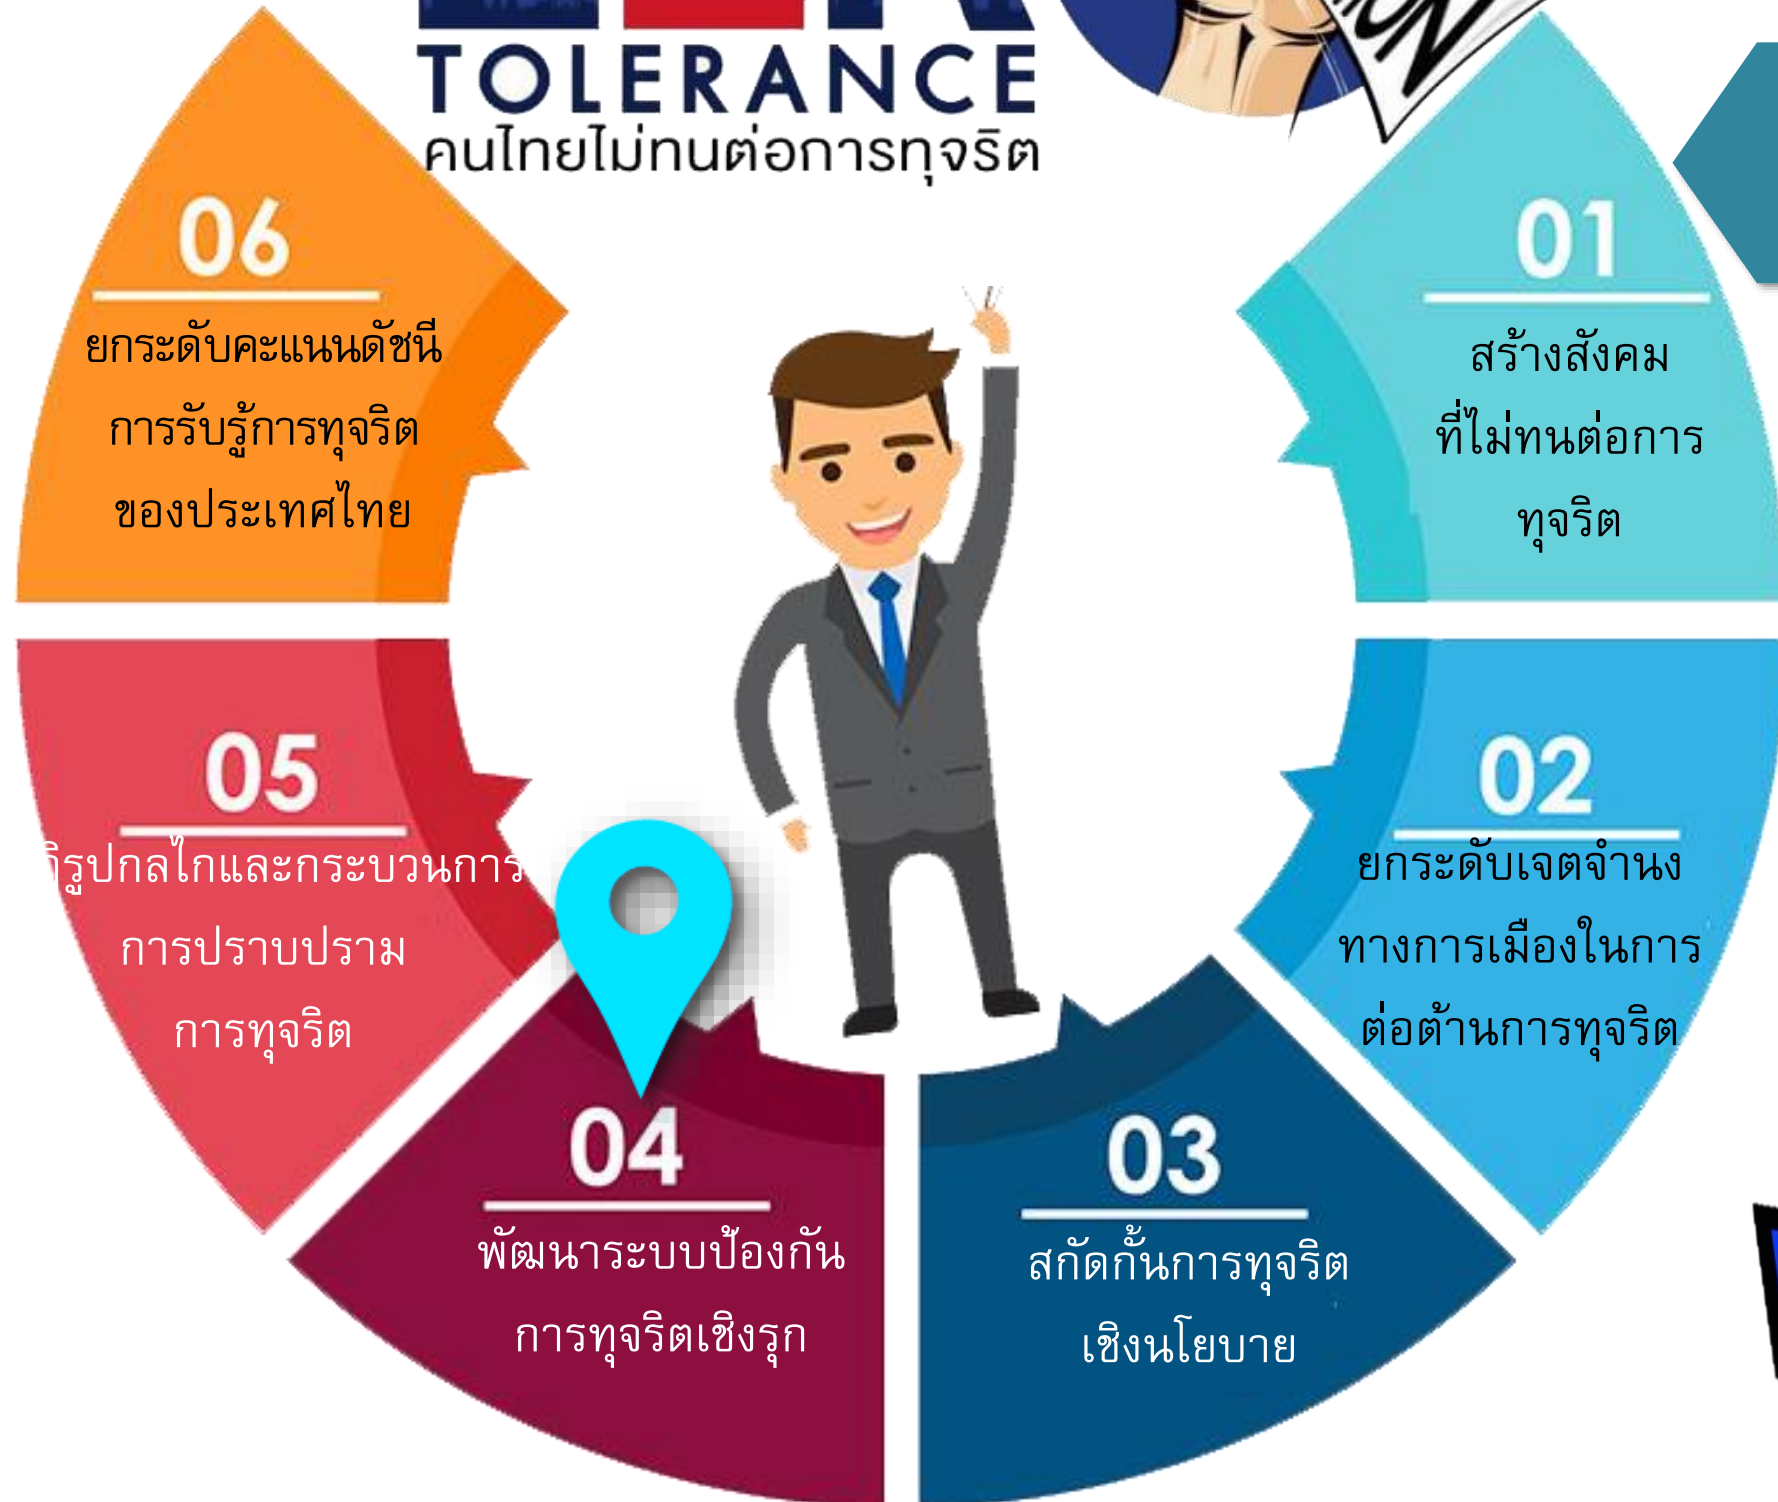 TOLERANCE
คนไทยไม่ทนต่อการทุจริต
01
สร้างสังคม
ที่ไม่ทนต่อการ
ทุจริต
02
ยกระดับเจตจำนง
ทางการเมืองในการ
ต่อต้านการทุจริต
03
สกัดกั้นการทุจริต
เชิงนโยบาย
04
พัฒนาระบบป้องกัน
การทุจริตเชิงรุก
05
รูปกลไกและกระบวนการ
การปราบปราม
การทุจริต
06
ยกระดับคะแนนดัชนี
การรับรู้การทุจริต
ของประเทศไทย